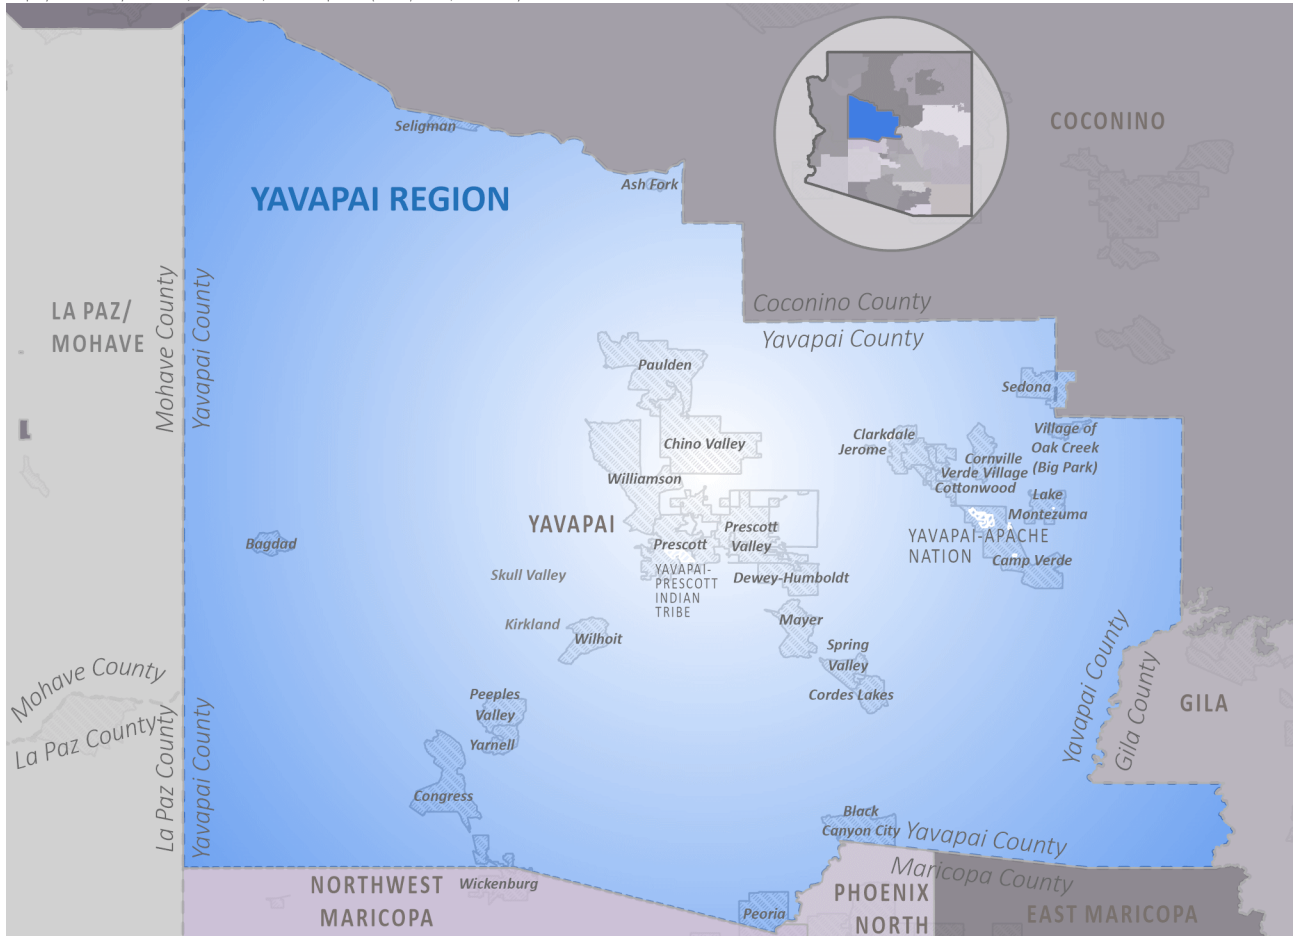 Seligman
COCONINO
Ash Fork
YAVAPAI REGION
Mohave County
Yavapai County
LA PAZ/
MOHAVE
Coconino County
Yavapai County
Paulden
Sedona
Chino Valley
Clarkdale
Jerome
Village of
Oak Creek
(Big Park)
Cornville
Verde Village
Cottonwood
Williamson
Lake
Montezuma
YAVAPAI
Prescott
Valley
Prescott
YAVAPAI-APACHE
NATION
Camp Verde
Bagdad
YAVAPAI-
PRESCOTT
INDIAN
TRIBE
Skull Valley
Dewey-Humboldt
Kirkland
Wilhoit
Mayer
Spring
Valley
Cordes Lakes
Yavapai County
Gila County
GILA
Mohave County
La Paz County
La Paz County
Yavapai County
Peeples
Valley
Yarnell
Congress
Black
Canyon City
Yavapai County
Maricopa County
NORTHWEST
MARICOPA
Wickenburg
Peoria
PHOENIX
NORTH
EAST MARICOPA